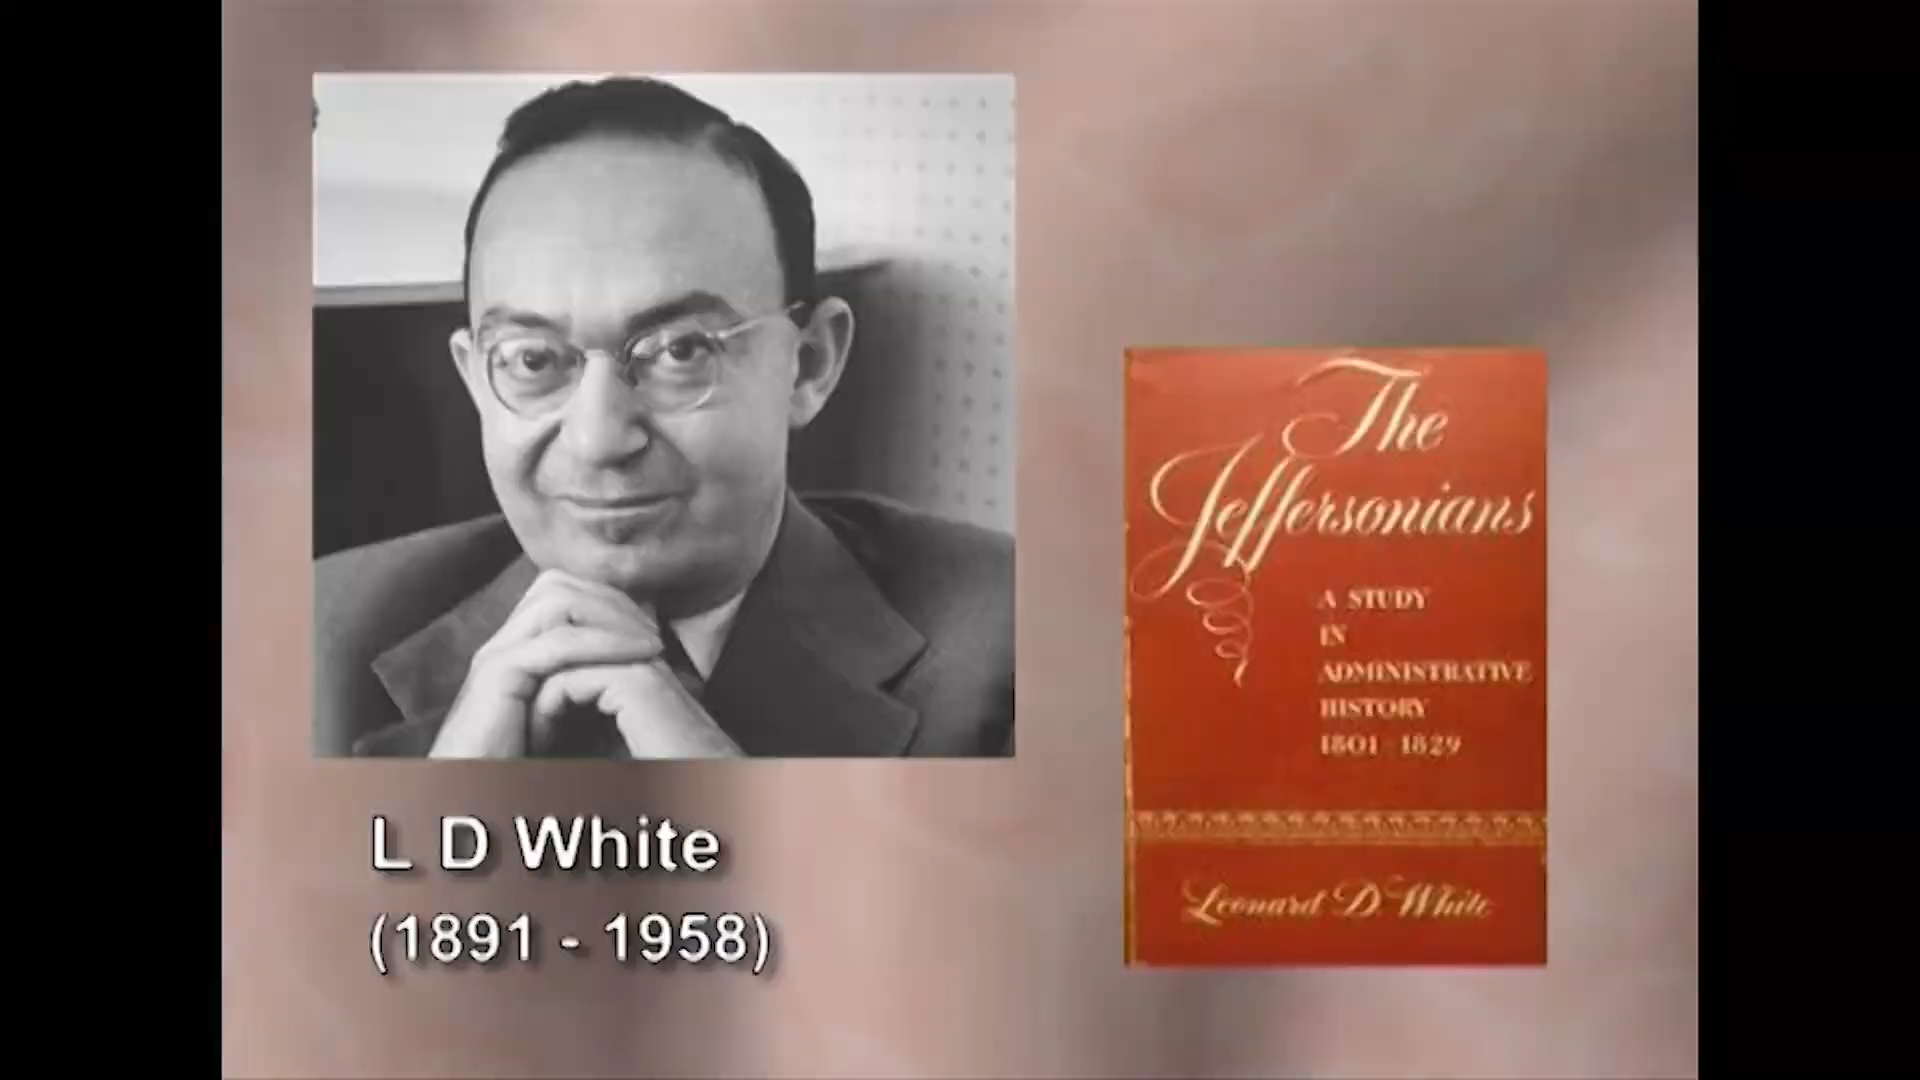 L D White
(1891 - 1958)
The
Jeffersonians
A STUDY
IN
ADMINISTRATIVE
HISTORY
1801 - 1829
Leonard D. White